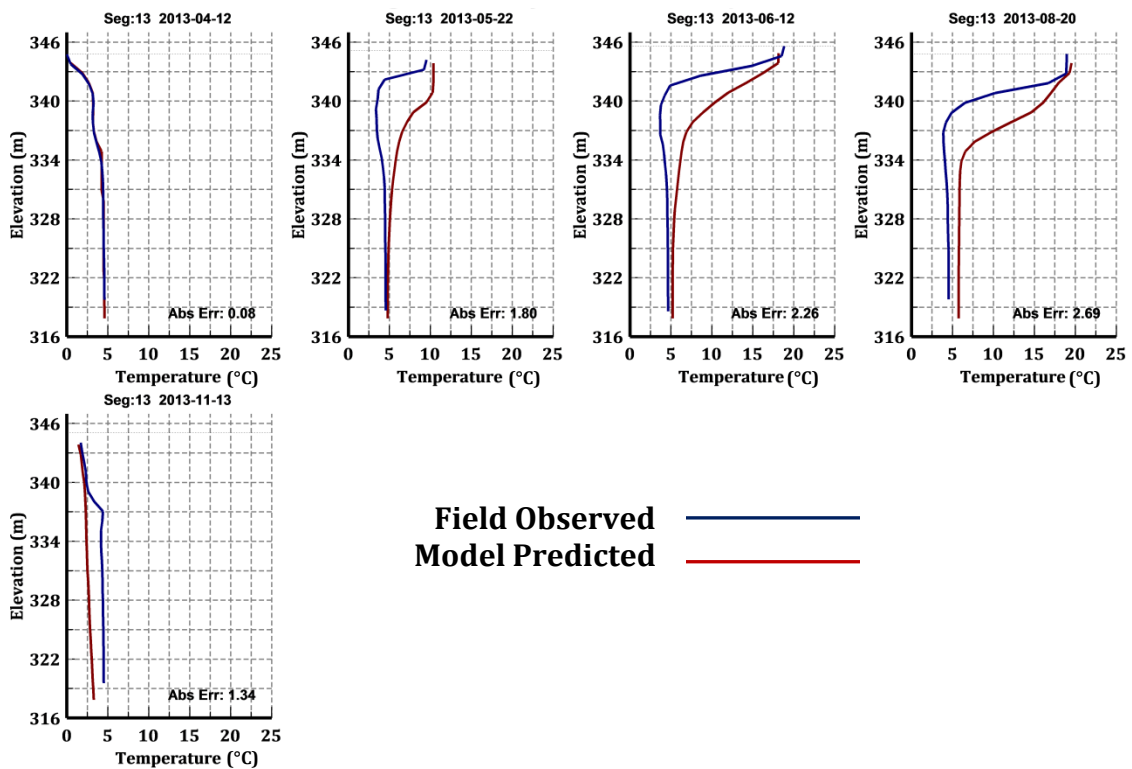 Seg:13 2013-04-12
346
340
334
328
322
316
Elevation (m)
Abs Err: 0.08
0 5 10 15 20 25
Temperature (°C)
Seg:13 2013-05-22
346
340
334
328
322
316
Elevation (m)
Abs Err: 1.80
0 5 10 15 20 25
Temperature (°C)
Seg:13 2013-06-12
346
340
334
328
322
316
Elevation (m)
Abs Err: 2.26
0 5 10 15 20 25
Temperature (°C)
Seg:13 2013-08-20
346
340
334
328
322
316
Elevation (m)
Abs Err: 2.69
0 5 10 15 20 25
Temperature (°C)
Seg:13 2013-11-13
346
340
334
328
322
316
Elevation (m)
Abs Err: 1.34
0 5 10 15 20 25
Temperature (°C)
Field Observed
Model Predicted